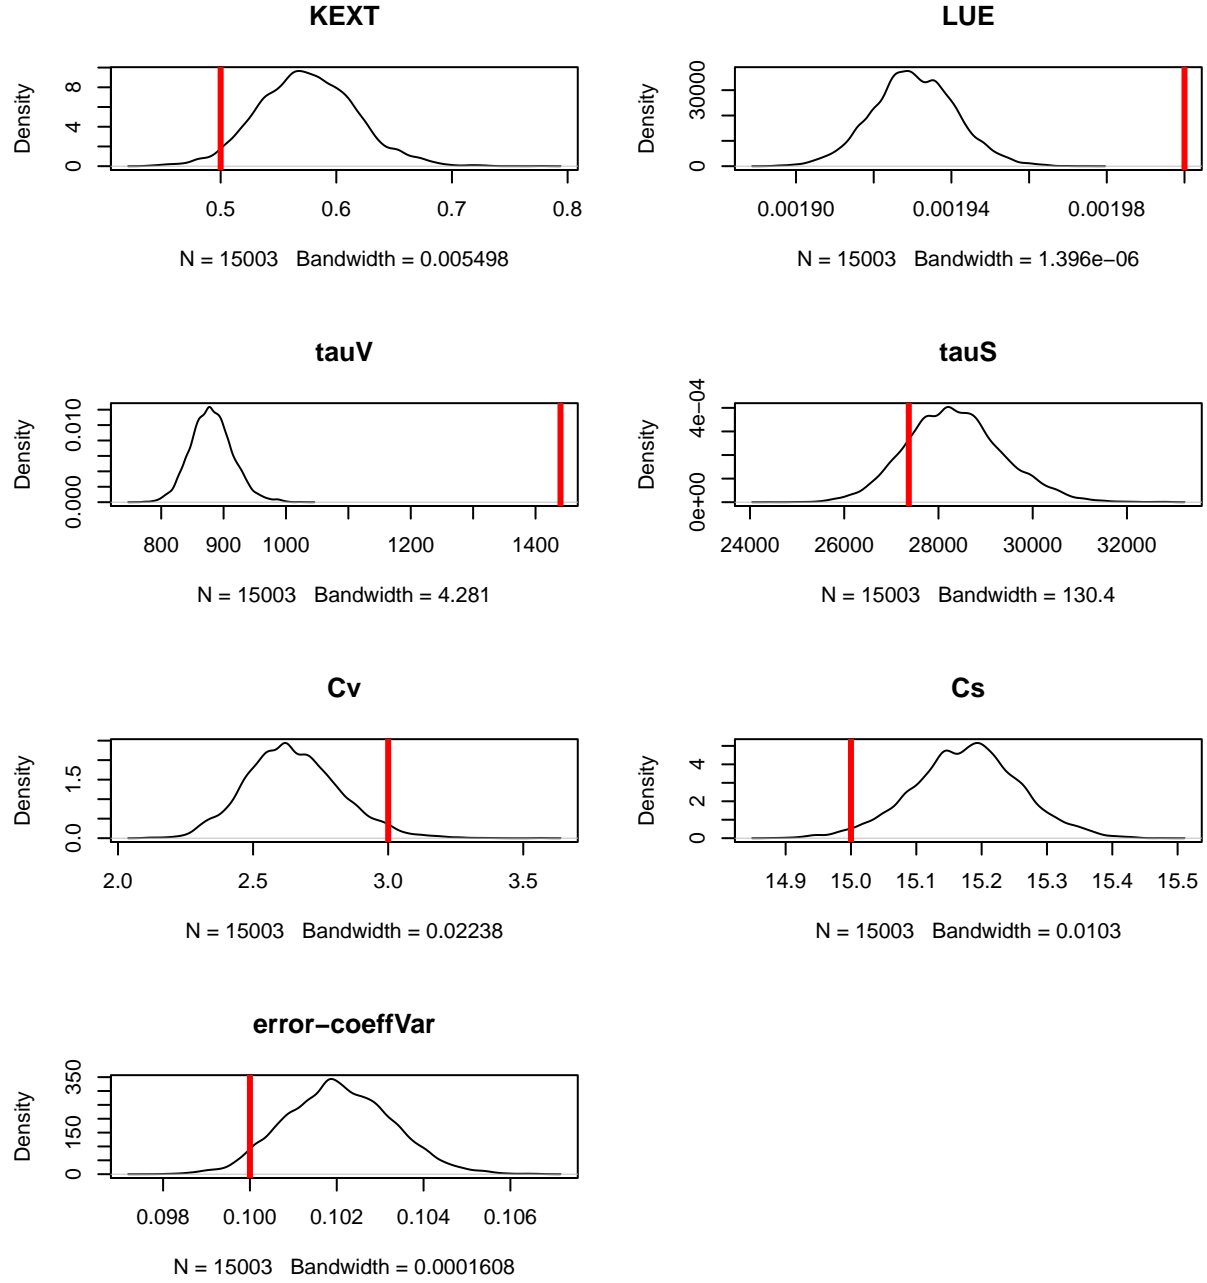 KEXT
Density
0 4 8
0.5 0.6 0.7 0.8
N = 15003 Bandwidth = 0.005498
LUE
Density
0 30000
0.00190 0.00194 0.00198
N = 15003 Bandwidth = 1.396e−06
tauV
Density
0.000 0.010
800 900 1000 1200 1400
N = 15003 Bandwidth = 4.281
tauS
Density
0e+00 4e−04
24000 26000 28000 30000 32000
N = 15003 Bandwidth = 130.4
Cv
Density
0.0 1.5
2.0 2.5 3.0 3.5
N = 15003 Bandwidth = 0.02238
Cs
Density
0 2 4
14.9 15.0 15.1 15.2 15.3 15.4 15.5
N = 15003 Bandwidth = 0.0103
error−coeffVar
Density
0 150 350
0.098 0.100 0.102 0.104 0.106
N = 15003 Bandwidth = 0.0001608